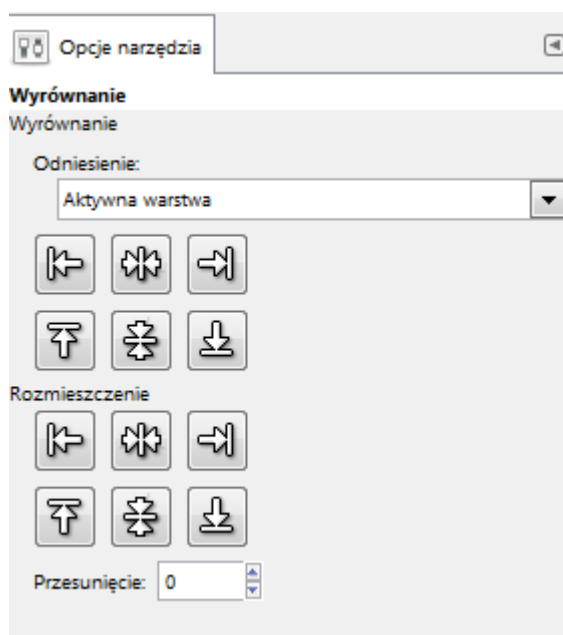 Opcje narzędzia
Wyrównanie
Wyrównanie
Odniesienie:
Aktywna warstwa
Rozmieszczenie
Przesunięcie: 0